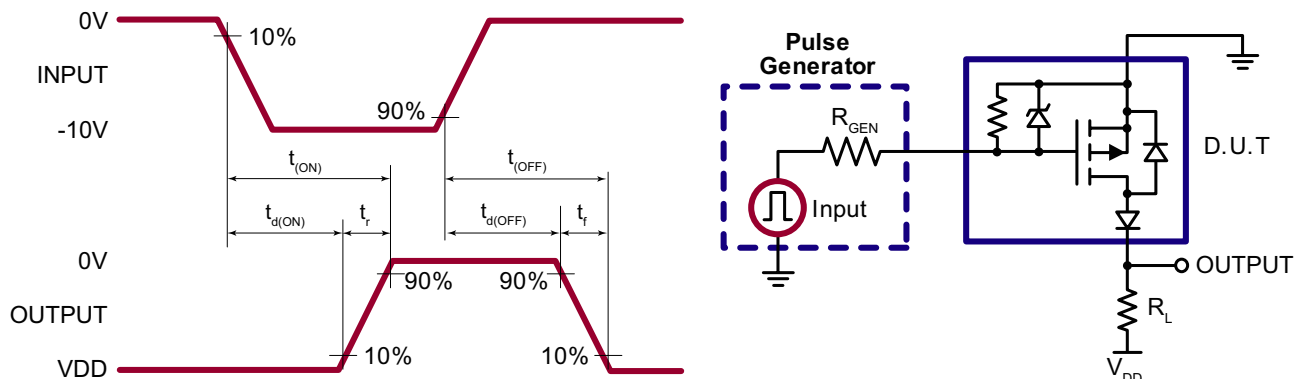 0V
10%
INPUT
90%
-10V
t(ON)
t(OFF)
td(ON)
tr
td(OFF)
tf
0V
90%
90%
OUTPUT
10%
10%
VDD
Pulse
Generator
RGEN
Input
D.U.T
OUTPUT
RL
VDD